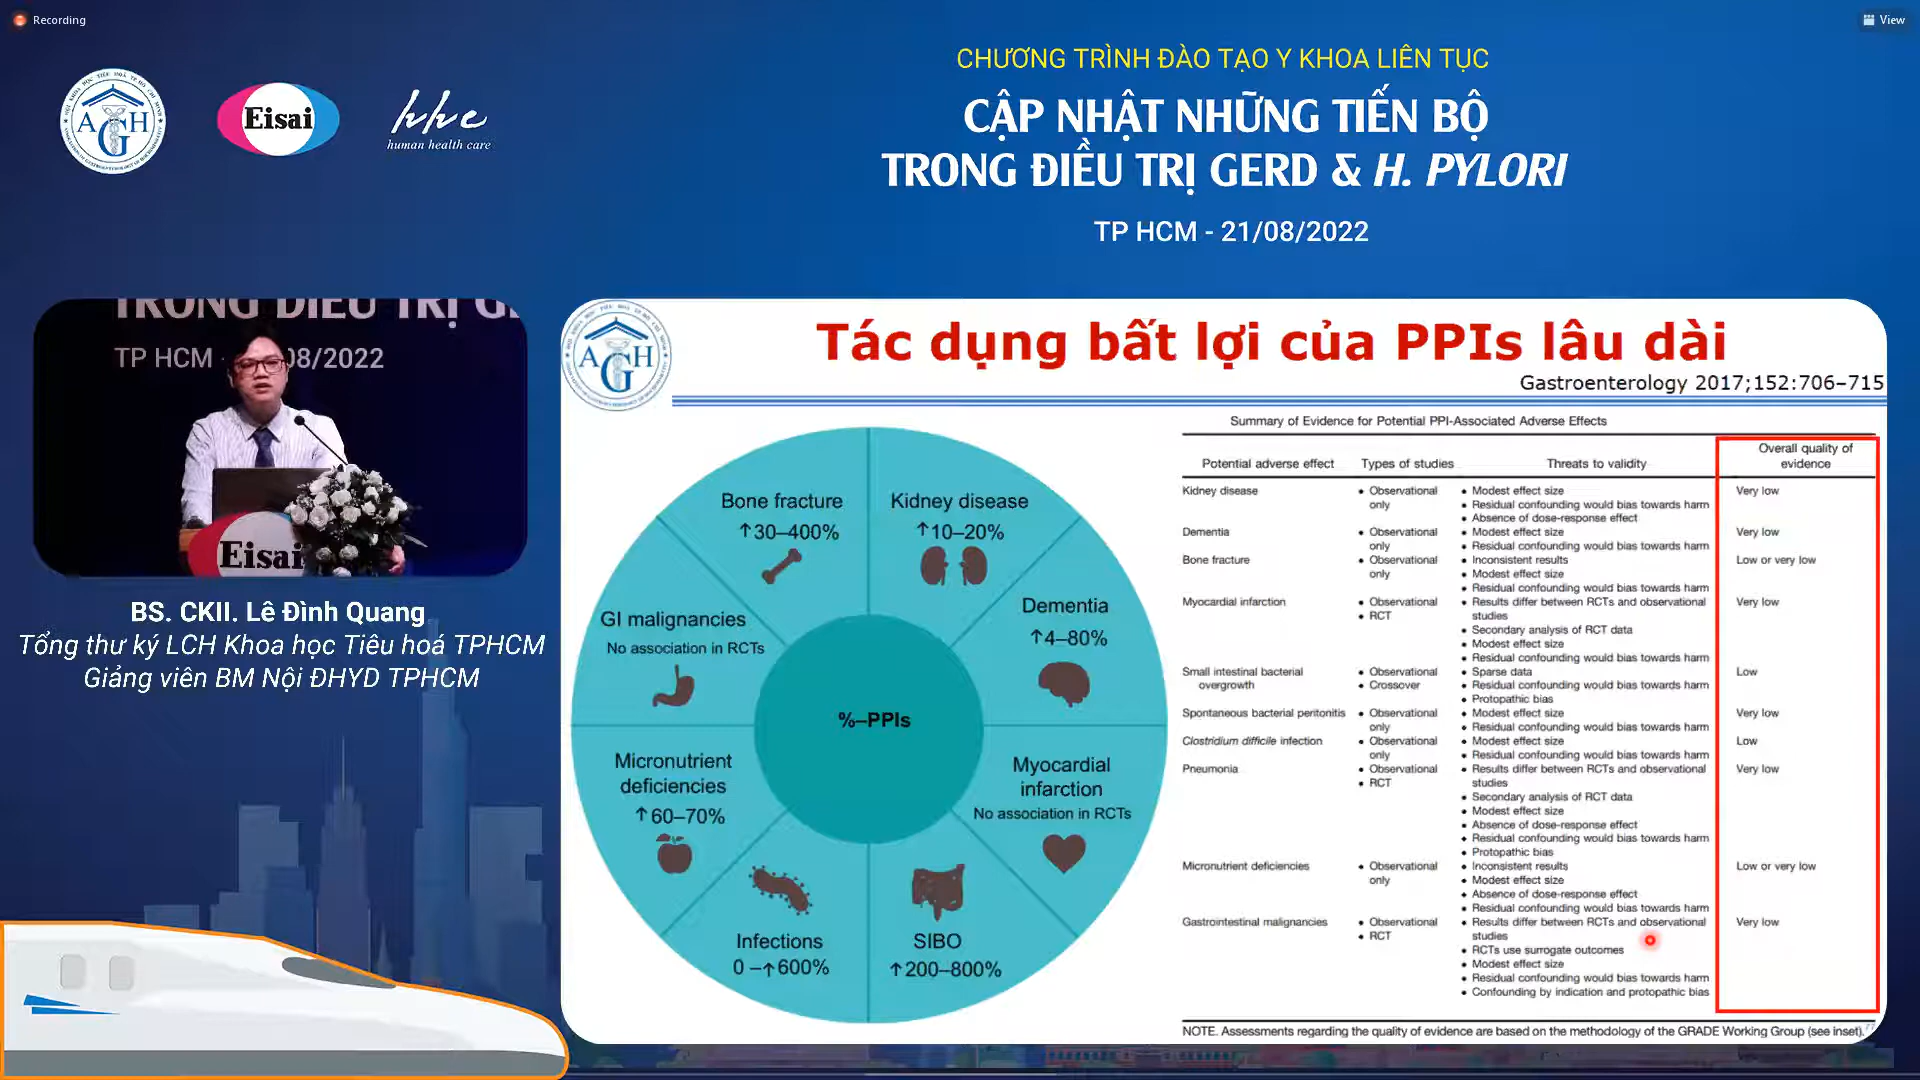 Recording
View
CHƯƠNG TRÌNH ĐÀO TẠO Y KHOA LIÊN TỤC
CẬP NHẬT NHỮNG TIẾN BỘ
TRONG ĐIỀU TRỊ GERD & H. PYLORI
TP HCM - 21/08/2022
AGH
Eisai
hhc
human health care
TRONG ĐIỀU TRỊ G
TP HCM - 08/2022
Eisai
BS. CKII. Lê Đình Quang
Tổng thư ký LCH Khoa học Tiêu hoá TPHCM
Giảng viên BM Nội ĐHYD TPHCM
AGH
Tác dụng bất lợi của PPIs lâu dài
Gastroenterology 2017;152:706–715
Bone fracture
↑30–400%
Kidney disease
↑10–20%
Dementia
↑4–80%
Myocardial
infarction
No association in RCTs
SIBO
↑200–800%
Infections
0 –↑600%
Micronutrient
deficiencies
↑60–70%
GI malignancies
No association in RCTs
%–PPIs
Summary of Evidence for Potential PPI-Associated Adverse Effects
Potential adverse effect Types of studies Threats to validity Overall quality of
evidence
Kidney disease • Observational • Modest effect size Very low
only • Residual confounding would bias towards harm
• Absence of dose-response effect
Dementia • Observational • Modest effect size Very low
only • Residual confounding would bias towards harm
Bone fracture • Observational • Inconsistent results Low or very low
only • Modest effect size
• Residual confounding would bias towards harm
Myocardial infarction • Observational • Results differ between RCTs and observational Very low
• RCT studies
• Secondary analysis of RCT data
• Modest effect size
• Residual confounding would bias towards harm
Small intestinal bacterial • Observational • Sparse data Low
overgrowth • Crossover • Residual confounding would bias towards harm
• Protopathic bias
Spontaneous bacterial peritonitis • Observational • Modest effect size Very low
only • Residual confounding would bias towards harm
Clostridium difficile infection • Observational • Modest effect size Low
only • Residual confounding would bias towards harm
Pneumonia • Observational • Results differ between RCTs and observational Very low
• RCT studies
• Secondary analysis of RCT data
• Modest effect size
• Absence of dose-response effect
• Residual confounding would bias towards harm
• Protopathic bias
Micronutrient deficiencies • Observational • Inconsistent results Low or very low
only • Modest effect size
• Absence of dose-response effect
• Residual confounding would bias towards harm
Gastrointestinal malignancies • Observational • Results differ between RCTs and observational Very low
• RCT studies
• RCTs use surrogate outcomes
• Modest effect size
• Residual confounding would bias towards harm
• Confounding by indication and protopathic bias
NOTE. Assessments regarding the quality of evidence are based on the methodology of the GRADE Working Group (see inset).